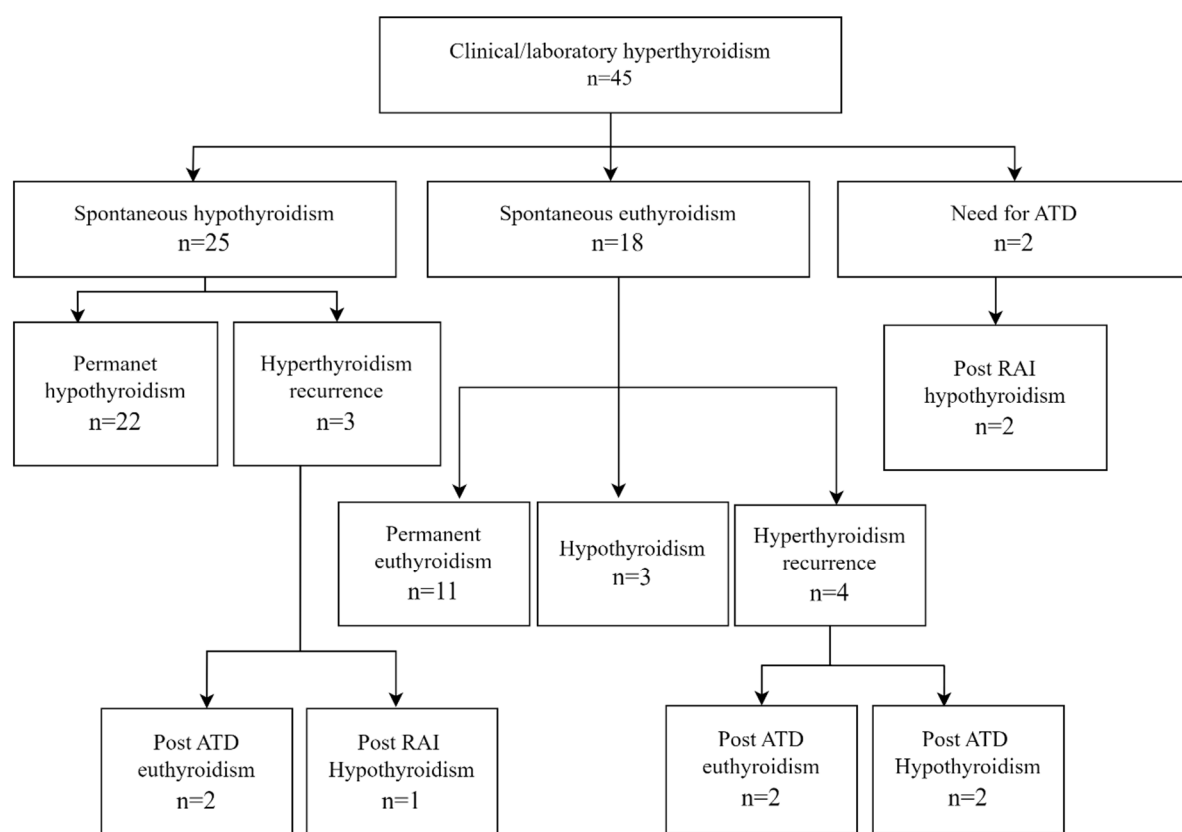 Clinical/laboratory hyperthyroidism
n=45
Spontaneous hypothyroidism
n=25
Spontaneous euthyroidism
n=18
Need for ATD
n=2
Permanet
hypothyroidism
n=22
Hyperthyroidism
recurrence
n=3
Post RAI
hypothyroidism
n=2
Permanent
euthyroidism
n=11
Hypothyroidism
n=3
Hyperthyroidism
recurrence
n=4
Post ATD
euthyroidism
n=2
Post RAI
Hypothyroidism
n=1
Post ATD
euthyroidism
n=2
Post ATD
Hypothyroidism
n=2